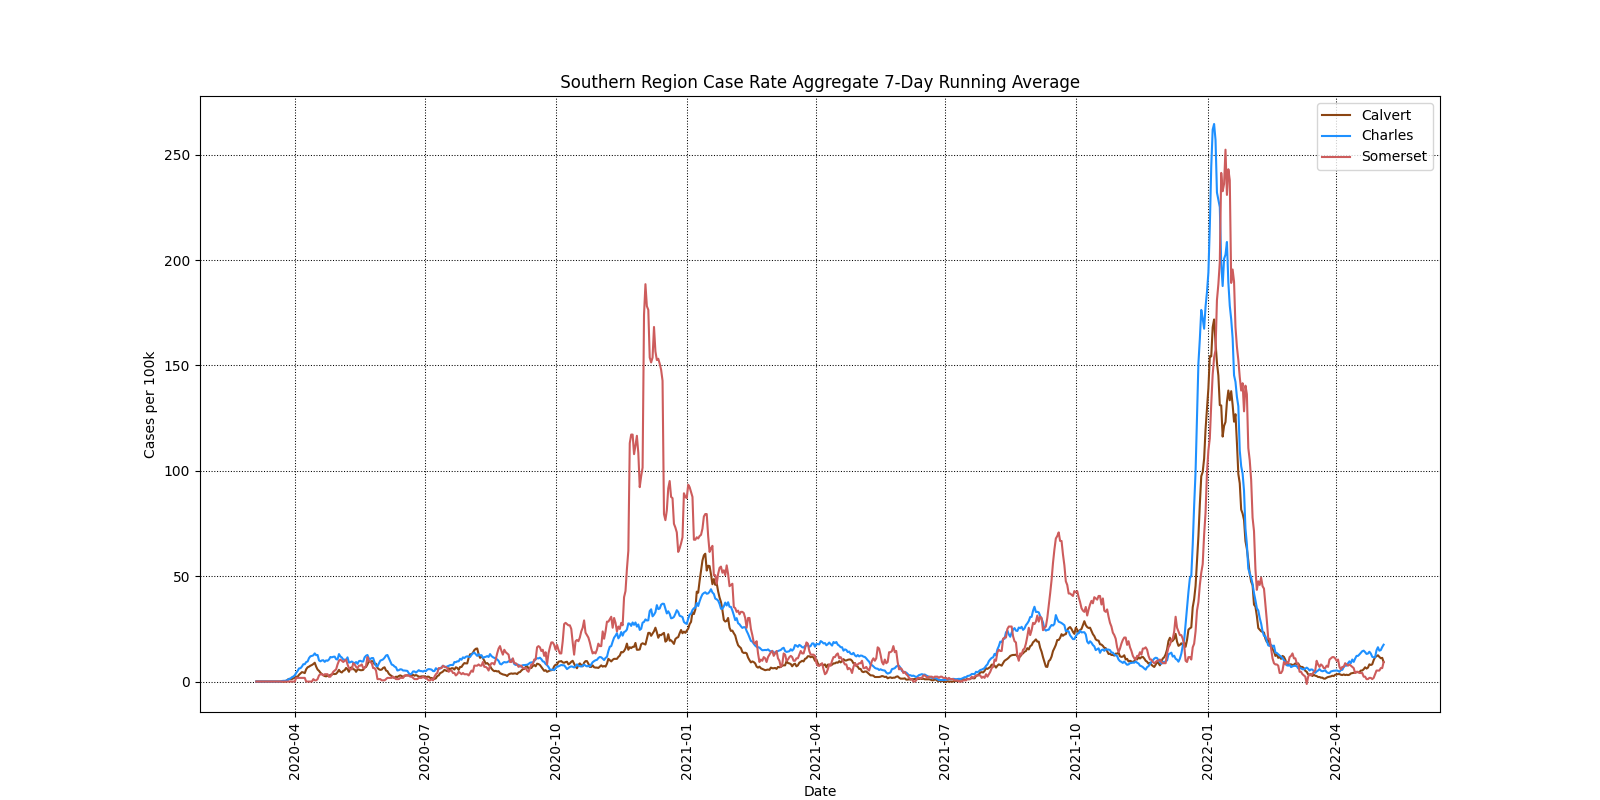 Southern Region Case Rate Aggregate 7-Day Running Average
Calvert
Charles
Somerset
Cases per 100k
250
200
150
100
50
0
2020-04
2020-07
2020-10
2021-01
2021-04
2021-07
2021-10
2022-01
2022-04
Date